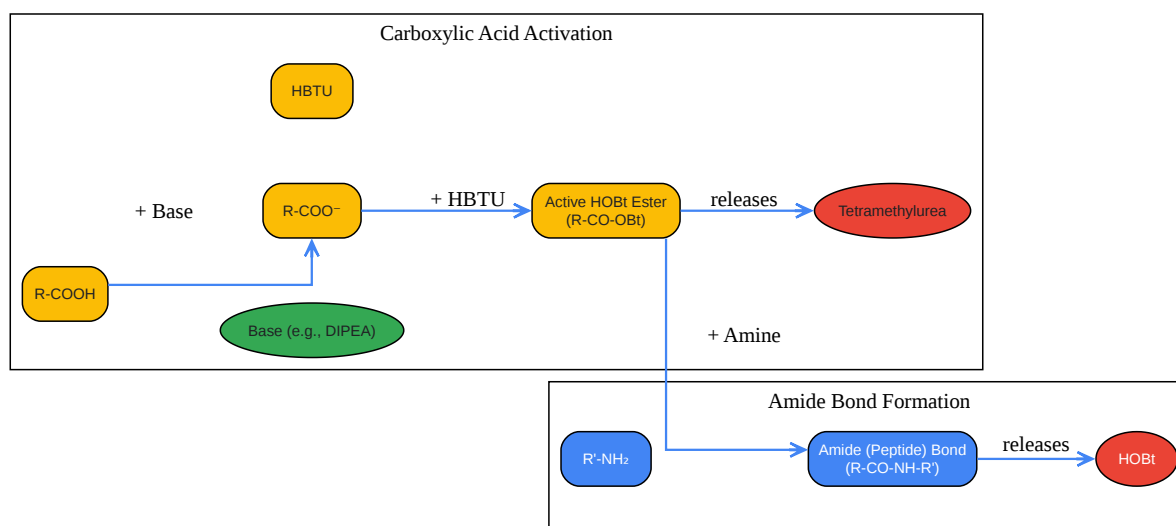 Carboxylic Acid Activation
HBTU
+ Base
R-COO⁻
+ HBTU
Active HOBt Ester
(R-CO-OBt)
releases
Tetramethylurea
R-COOH
Base (e.g., DIPEA)
+ Amine
Amide Bond Formation
R'-NH₂
Amide (Peptide) Bond
(R-CO-NH-R')
releases
HOBt